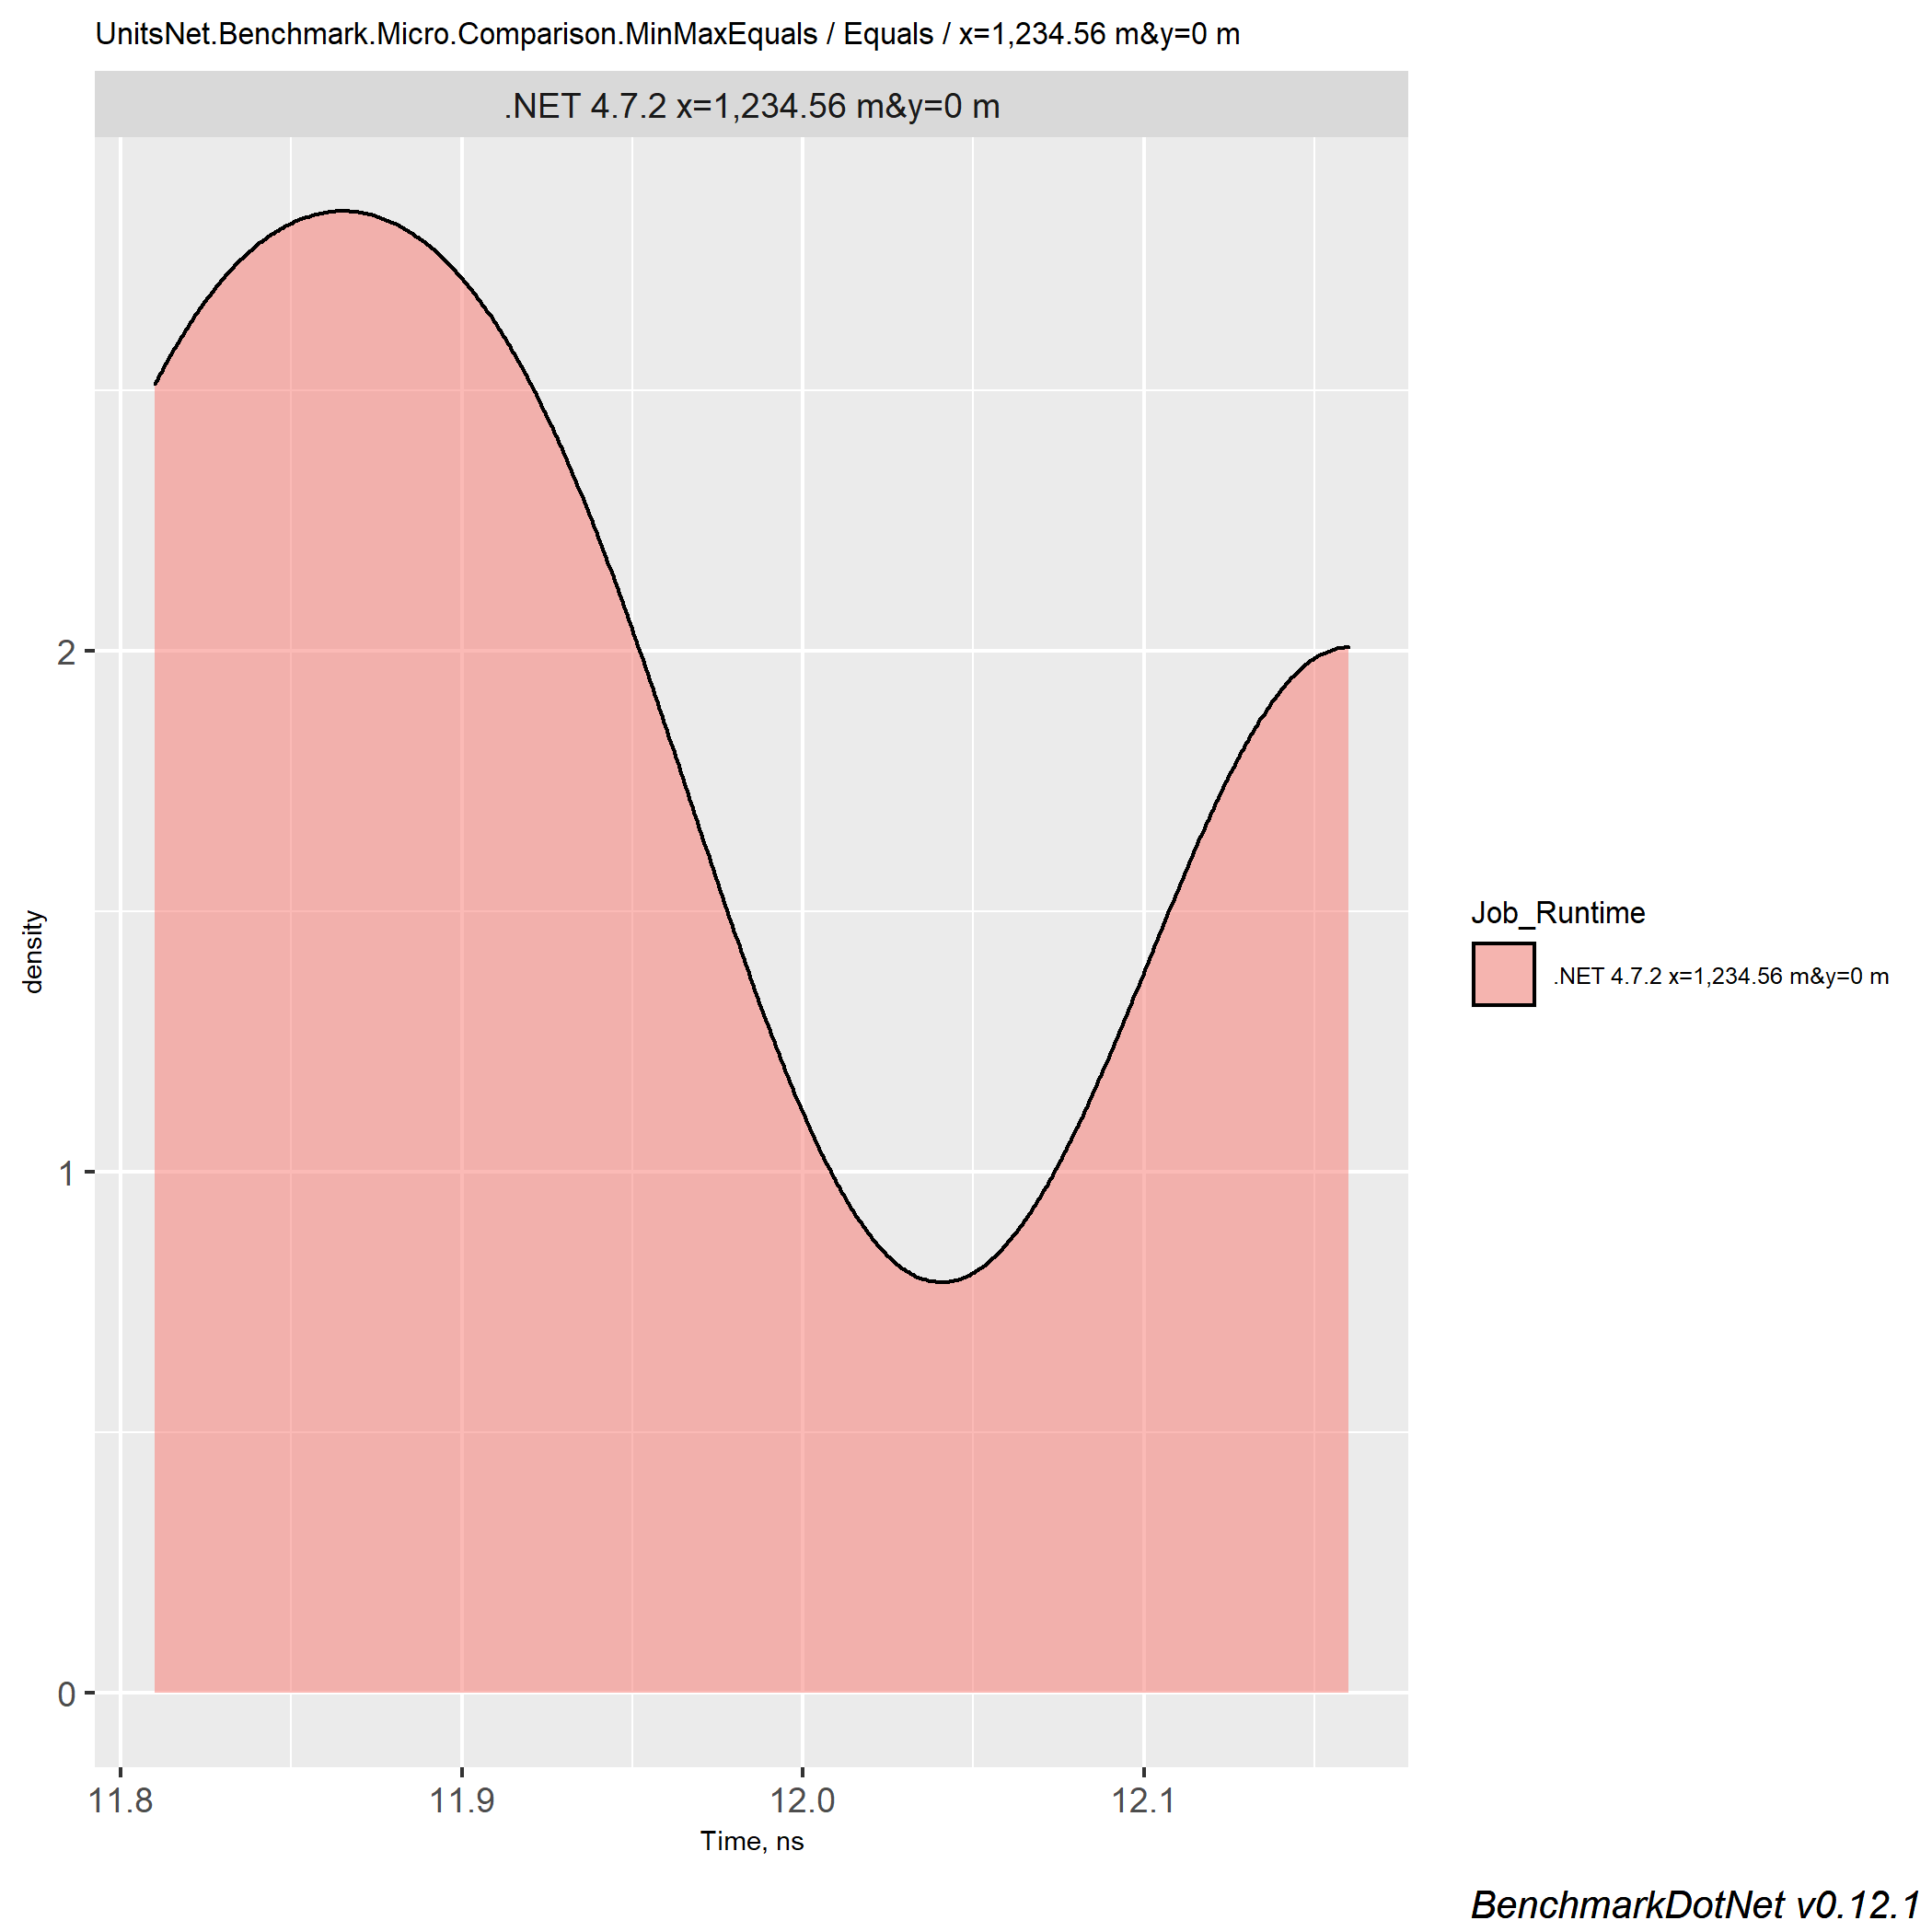 UnitsNet.Benchmark.Micro.Comparison.MinMaxEquals / Equals / x=1,234.56 m&y=0 m
.NET 4.7.2 x=1,234.56 m&y=0 m
2
1
0
density
11.8 11.9 12.0 12.1
Time, ns
Job_Runtime
.NET 4.7.2 x=1,234.56 m&y=0 m
BenchmarkDotNet v0.12.1